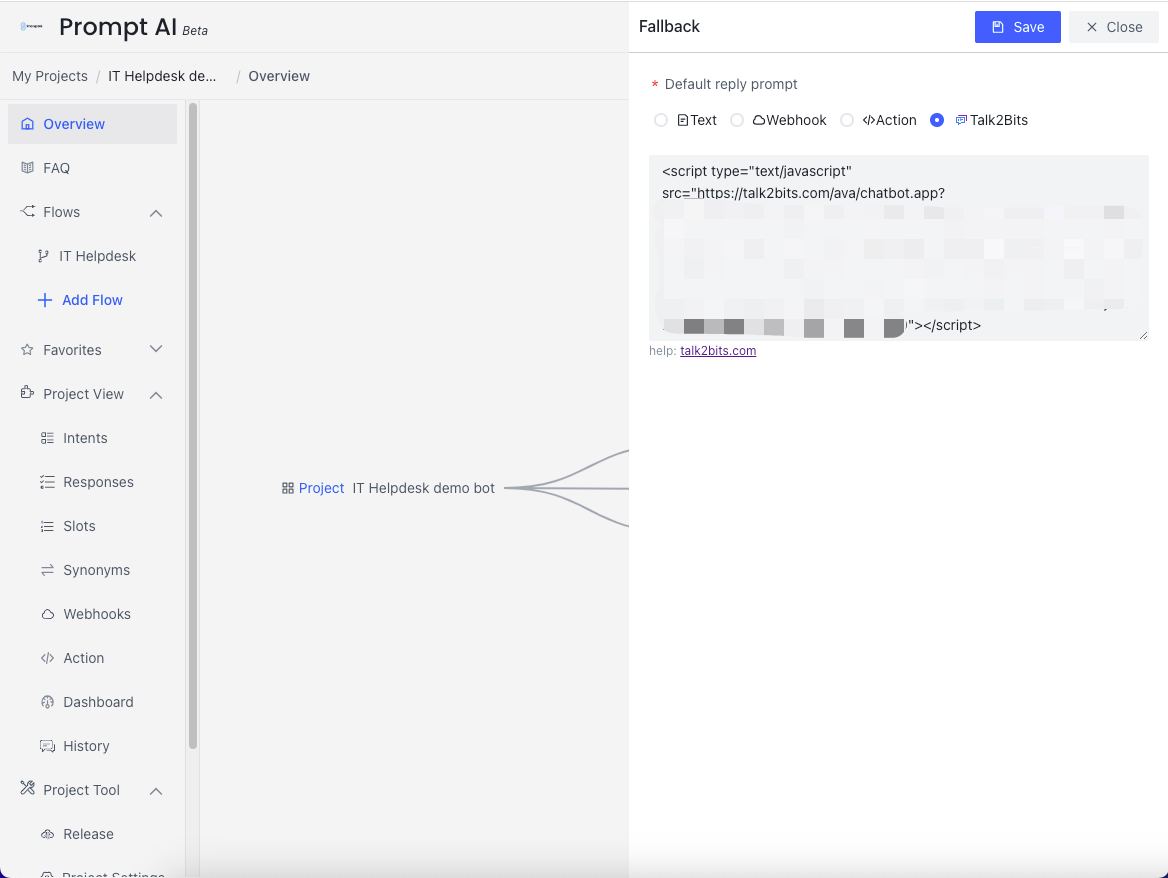 Prompt AI Beta
My Projects / IT Helpdesk de... / Overview
Overview
FAQ
Flows
IT Helpdesk
Add Flow
Favorites
Project View
Intents
Responses
Slots
Synonyms
Webhooks
Action
Dashboard
History
Project Tool
Release
Project Settings
Project IT Helpdesk demo bot
Fallback
Save
Close
* Default reply prompt
Text Webhook Action Talk2Bits
<script type="text/javascript"
src="https://talk2bits.com/ava/chatbot.app?
"></script>
help: talk2bits.com